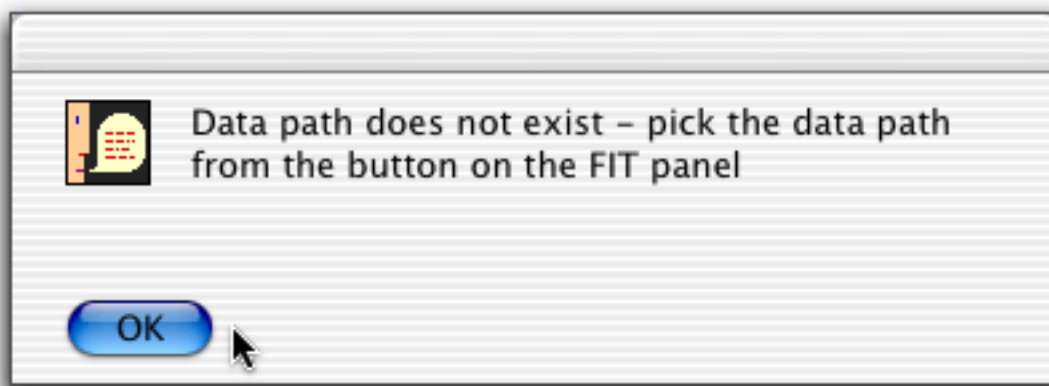 Data path does not exist – pick the data path
from the button on the FIT panel
OK